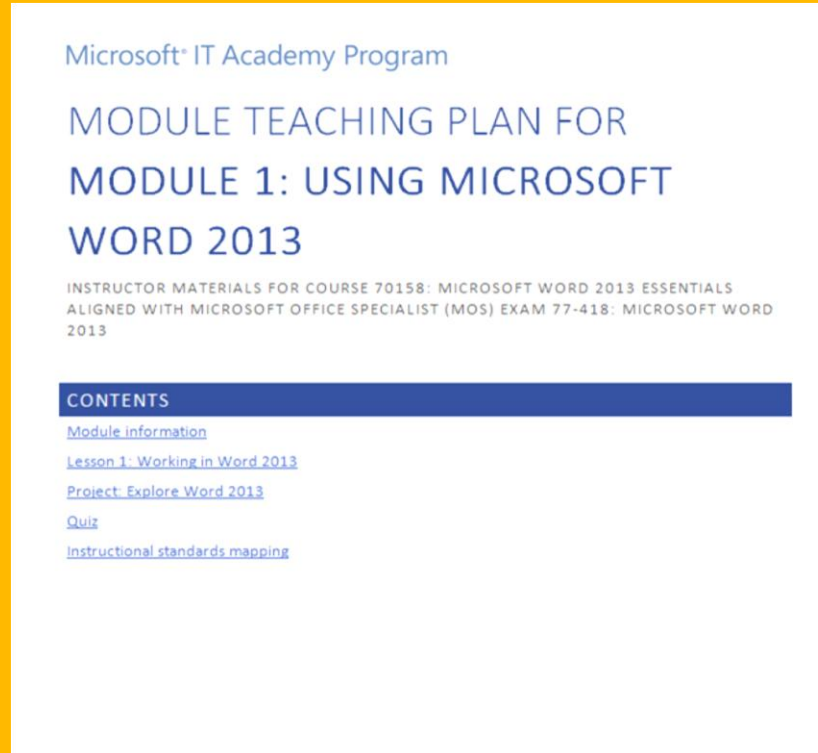 Microsoft® IT Academy Program
MODULE TEACHING PLAN FOR
MODULE 1: USING MICROSOFT
WORD 2013
INSTRUCTOR MATERIALS FOR COURSE 70158: MICROSOFT WORD 2013 ESSENTIALS
ALIGNED WITH MICROSOFT OFFICE SPECIALIST (MOS) EXAM 77-418: MICROSOFT WORD
2013
CONTENTS
Module information
Lesson 1: Working in Word 2013
Project: Explore Word 2013
Quiz
Instructional standards mapping